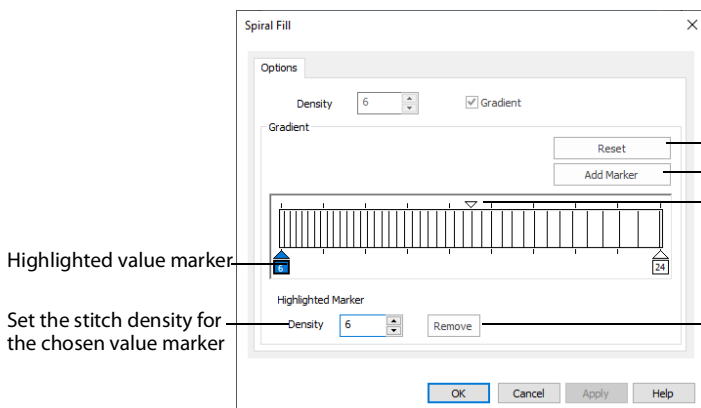 Spiral Fill
Options
Density 6 Gradient
Gradient
Reset
Add Marker
Highlighted value marker
6 24
Highlighted Marker
Set the stitch density for
the chosen value marker
Density 6 Remove
OK Cancel Apply Help